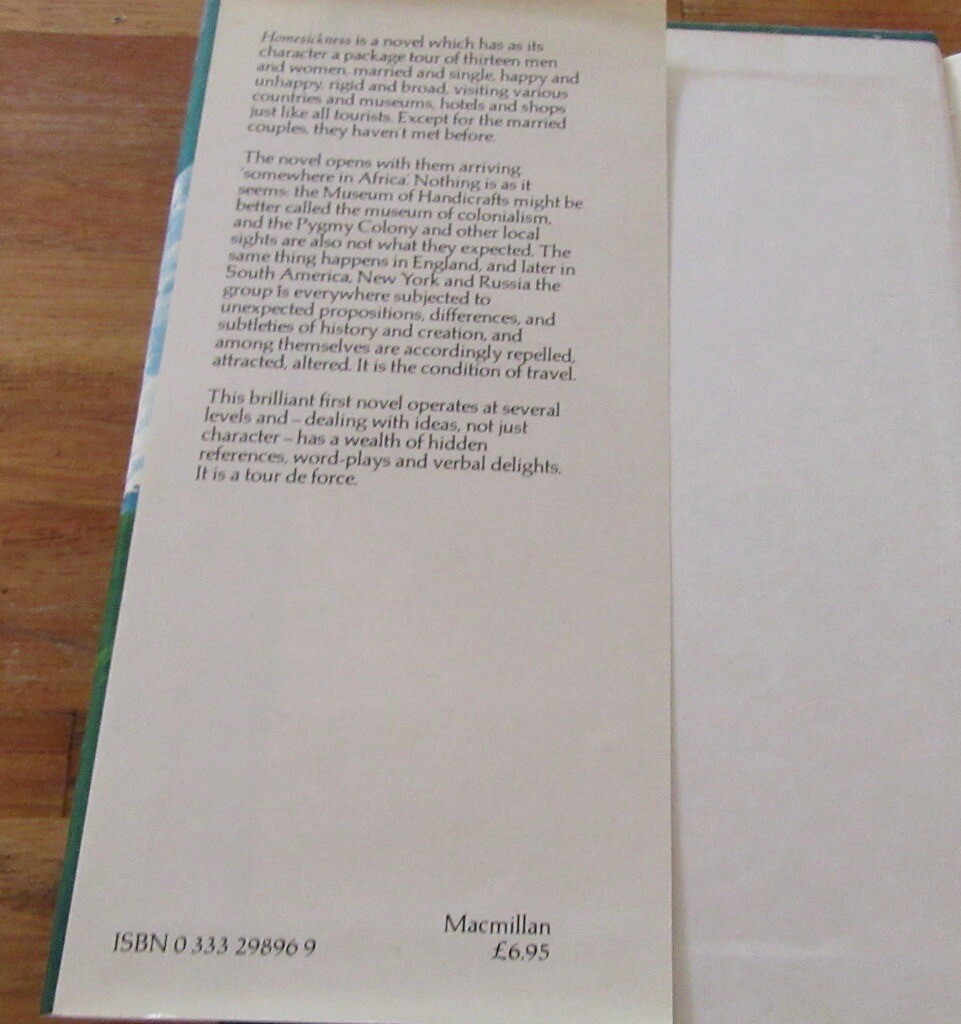 Homesickness is a novel which has as its
character a package tour of thirteen men
and women, married and single, happy and
unhappy, rigid and broad, visiting various
countries and museums, hotels and shops
just like all tourists. Except for the married
couples, they haven't met before.
The novel opens with them arriving
'somewhere in Africa'. Nothing is as it
seems: the Museum of Handicrafts might be
better called the museum of colonialism,
and the Pygmy Colony and other local
sights are also not what they expected. The
same thing happens in England, and later in
South America, New York and Russia the
group is everywhere subjected to
unexpected propositions, differences, and
subtleties of history and creation, and
among themselves are accordingly repelled,
attracted, altered. It is the condition of travel.
This brilliant first novel operates at several
levels and – dealing with ideas, not just
character – has a wealth of hidden
references, word-plays and verbal delights.
It is a tour de force.
Macmillan
ISBN 0 333 29896 9
£6.95